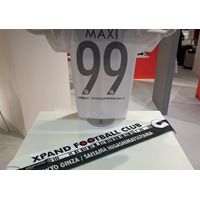 MAXI
99
XPAND FOOTBALL CLUB
TOKYO GINZA / SAITAMA HIGASHIMATSUYAMA